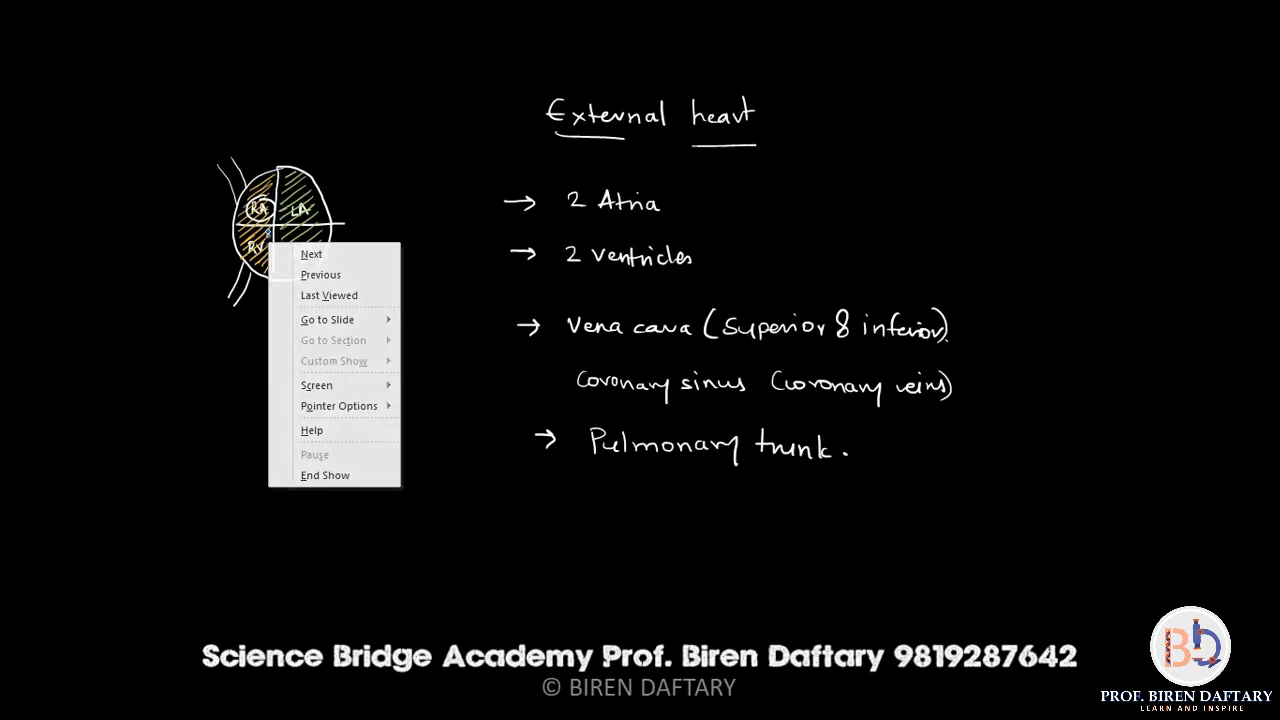 External heart
→ 2 Atria
→ 2 ventricles
→ Vena cava (Superior & inferior).
Coronary sinus (coronary veins)
→ Pulmonary trunk.
RA LA
RV
Next
Previous
Last Viewed
Go to Slide
Go to Section
Custom Show
Screen
Pointer Options
Help
Pause
End Show
Science Bridge Academy Prof. Biren Daftary 9819287642
© BIREN DAFTARY
PROF. BIREN DAFTARY
LEARN AND INSPIRE